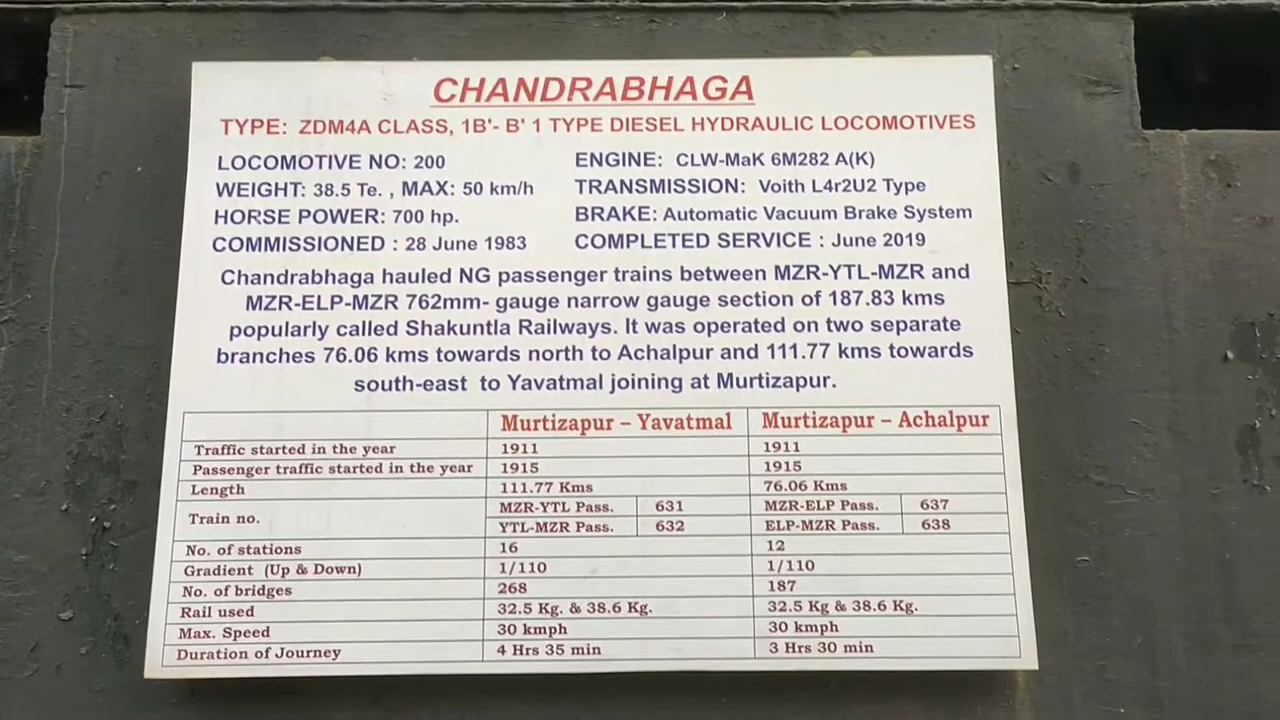 CHANDRABHAGA
TYPE: ZDM4A CLASS, 1B'- B' 1 TYPE DIESEL HYDRAULIC LOCOMOTIVES
LOCOMOTIVE NO: 200 ENGINE: CLW-MaK 6M282 A(K)
WEIGHT: 38.5 Te. , MAX: 50 km/h TRANSMISSION: Voith L4r2U2 Type
HORSE POWER: 700 hp. BRAKE: Automatic Vacuum Brake System
COMMISSIONED : 28 June 1983 COMPLETED SERVICE : June 2019
Chandrabhaga hauled NG passenger trains between MZR-YTL-MZR and
MZR-ELP-MZR 762mm- gauge narrow gauge section of 187.83 kms
popularly called Shakuntla Railways. It was operated on two separate
branches 76.06 kms towards north to Achalpur and 111.77 kms towards
south-east to Yavatmal joining at Murtizapur.
Murtizapur – Yavatmal Murtizapur – Achalpur
Traffic started in the year 1911 1911
Passenger traffic started in the year 1915 1915
Length 111.77 Kms 76.06 Kms
Train no. MZR-YTL Pass. 631 MZR-ELP Pass. 637
YTL-MZR Pass. 632 ELP-MZR Pass. 638
No. of stations 16 12
Gradient (Up & Down) 1/110 1/110
No. of bridges 268 187
Rail used 32.5 Kg. & 38.6 Kg. 32.5 Kg & 38.6 Kg.
Max. Speed 30 kmph 30 kmph
Duration of Journey 4 Hrs 35 min 3 Hrs 30 min